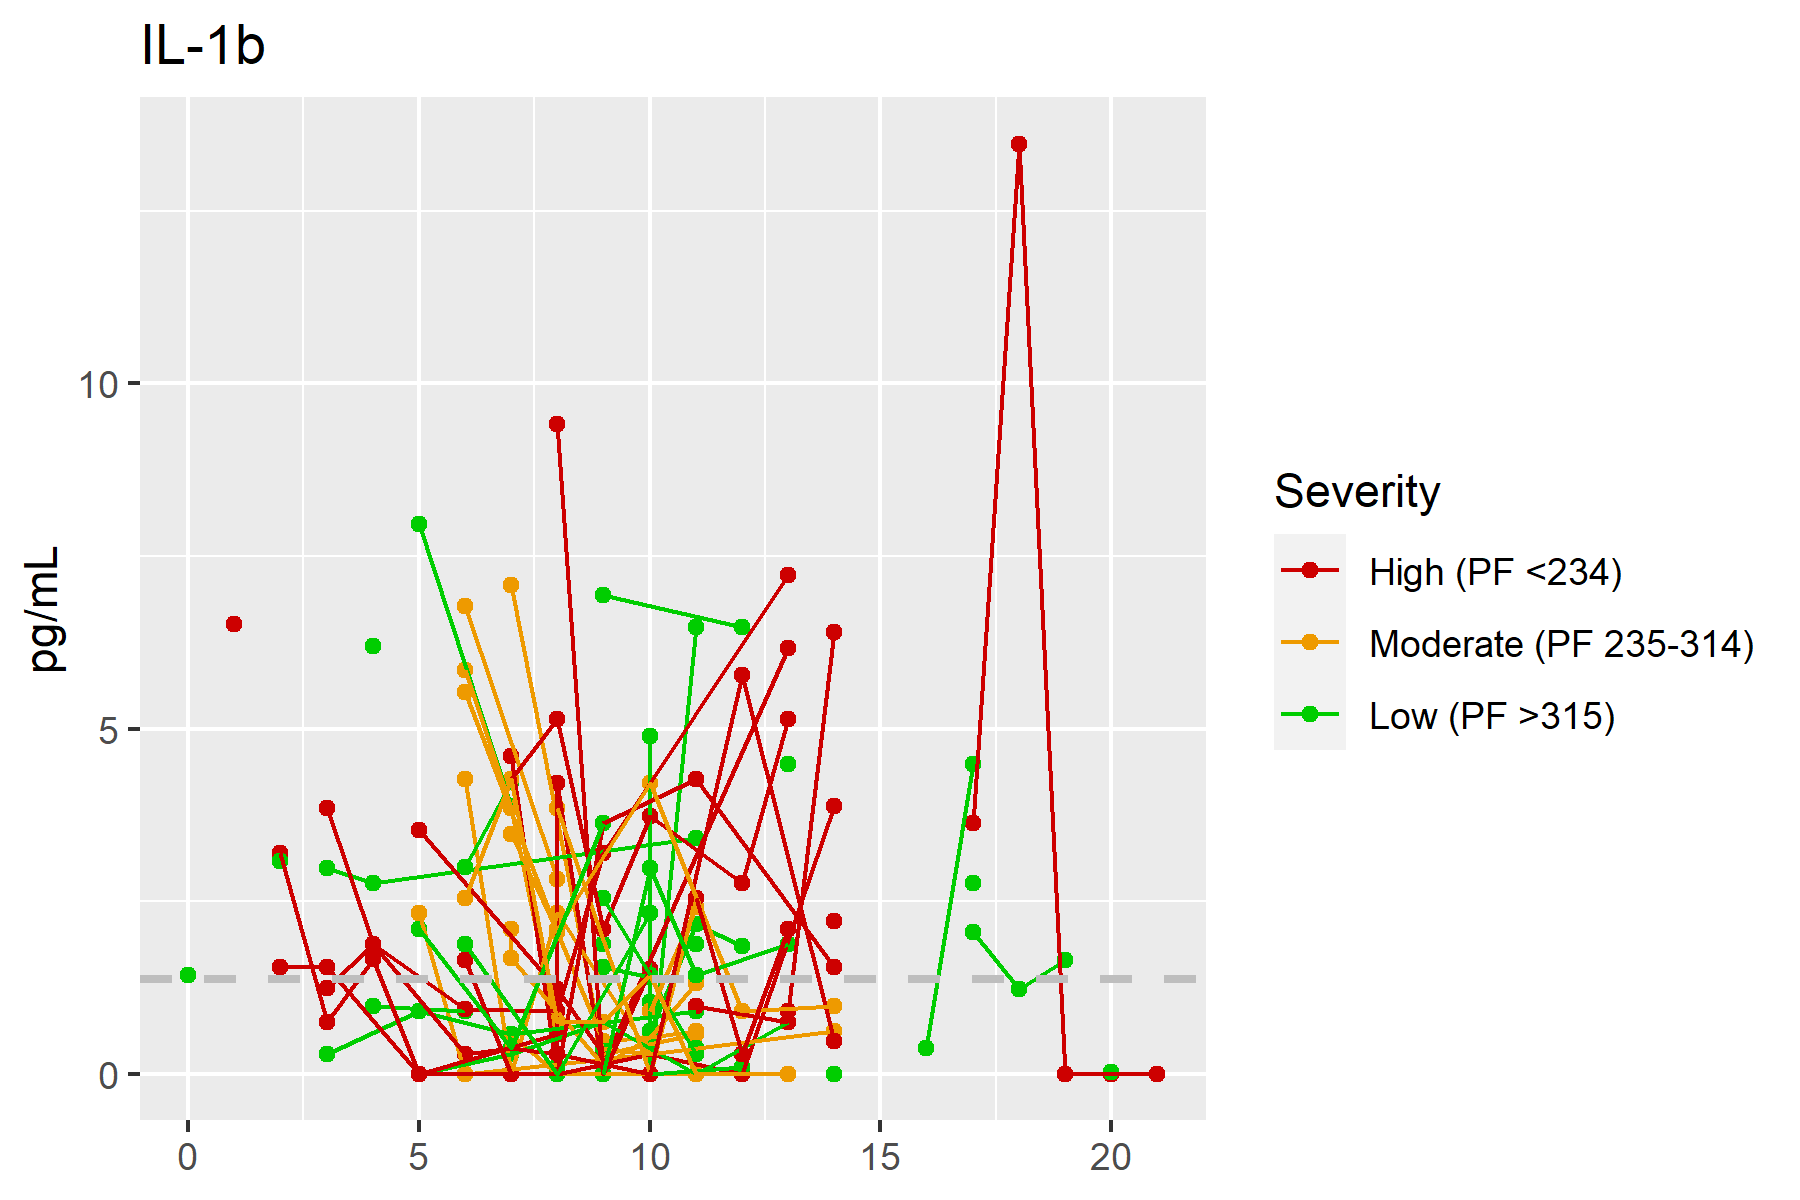 IL-1b
pg/mL
10
5
0
0 5 10 15 20
Severity
High (PF <234)
Moderate (PF 235-314)
Low (PF >315)